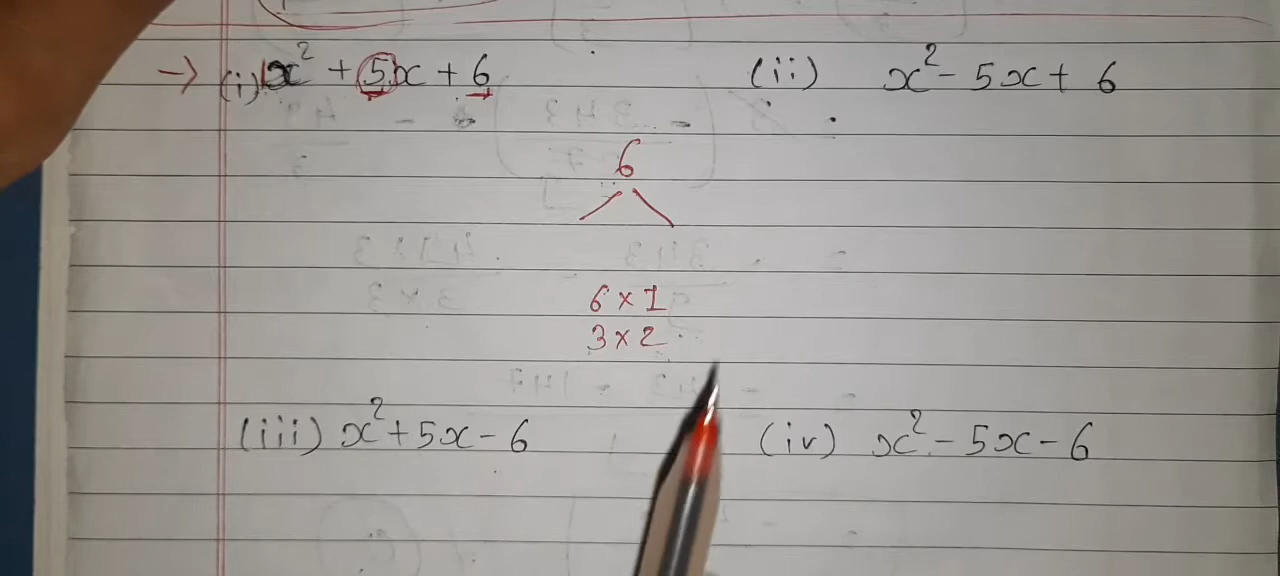 → (i) x² + 5x + 6 (ii) x² - 5x + 6
6
6 × 1
3 × 2
(iii) x² + 5x - 6 (iv) x² - 5x - 6